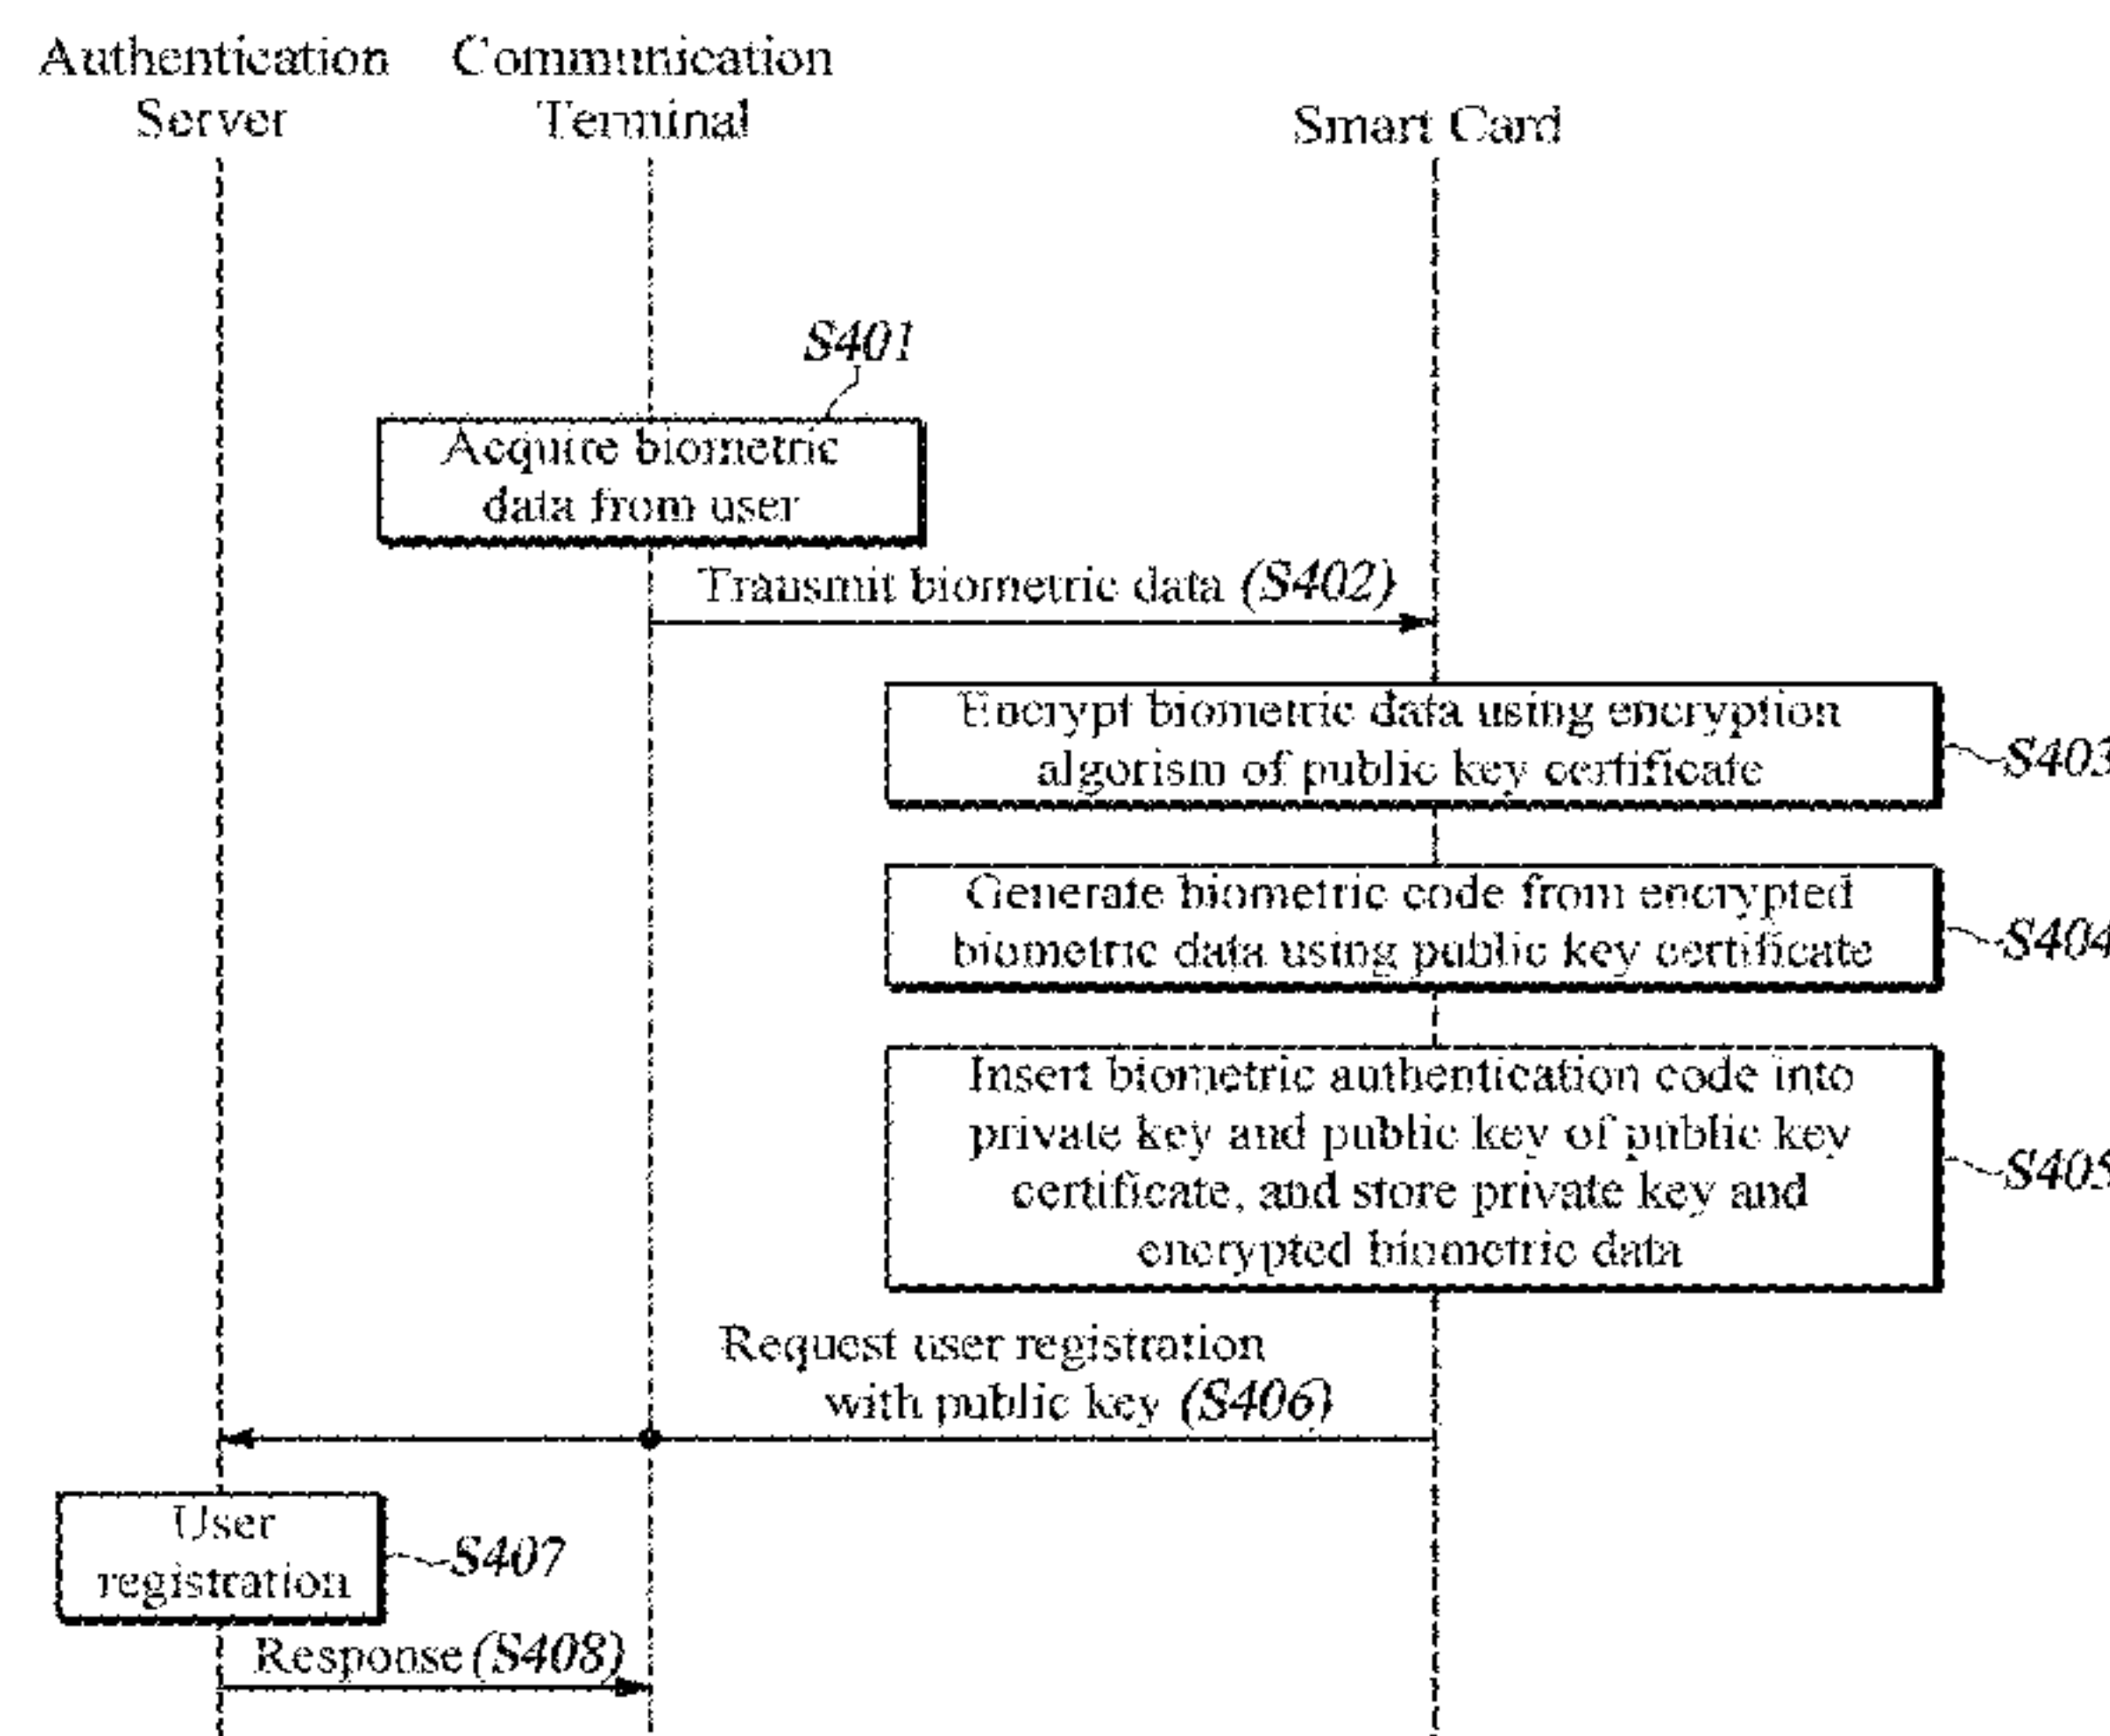 Authentication
Server
Communication
Terminal
Smart Card
S401
Acquire biometric
data from user
Transmit biometric data (S402)
Encrypt biometric data using encryption
algorism of public key certificate
S403
Generate biometric code from encrypted
biometric data using public key certificate
S404
Insert biometric authentication code into
private key and public key of public key
certificate, and store private key and
encrypted biometric data
S405
Request user registration
with public key (S406)
User
registration
S407
Response (S408)